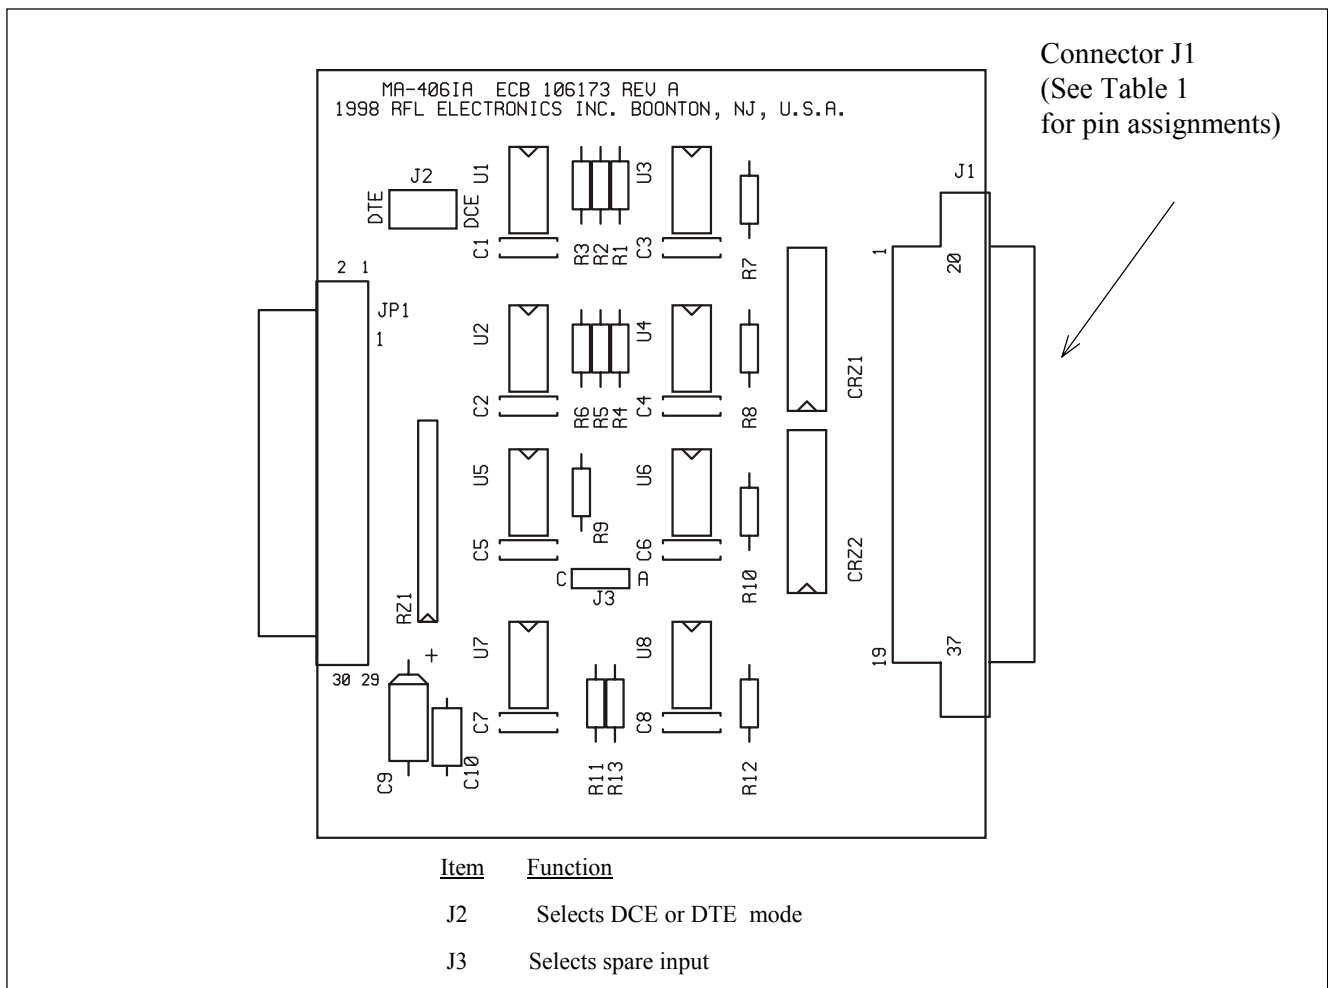 Connector J1
(See Table 1
for pin assignments)
MA-406IA ECB 106173 REV A
1998 RFL ELECTRONICS INC. BOONTON, NJ, U.S.A.
J2
DTE
DCE
U1
C1
R3
R2
R1
U3
C3
R7
J1
1
20
2 1
JP1
1
U2
C2
R6
R5
R4
U4
C4
R8
CRZ1
U5
C5
R9
U6
C6
R10
CRZ2
C
A
J3
RZ1
+
U7
C7
U8
C8
19
37
30 29
C9
C10
R11
R13
R12
Item Function
J2 Selects DCE or DTE mode
J3 Selects spare input